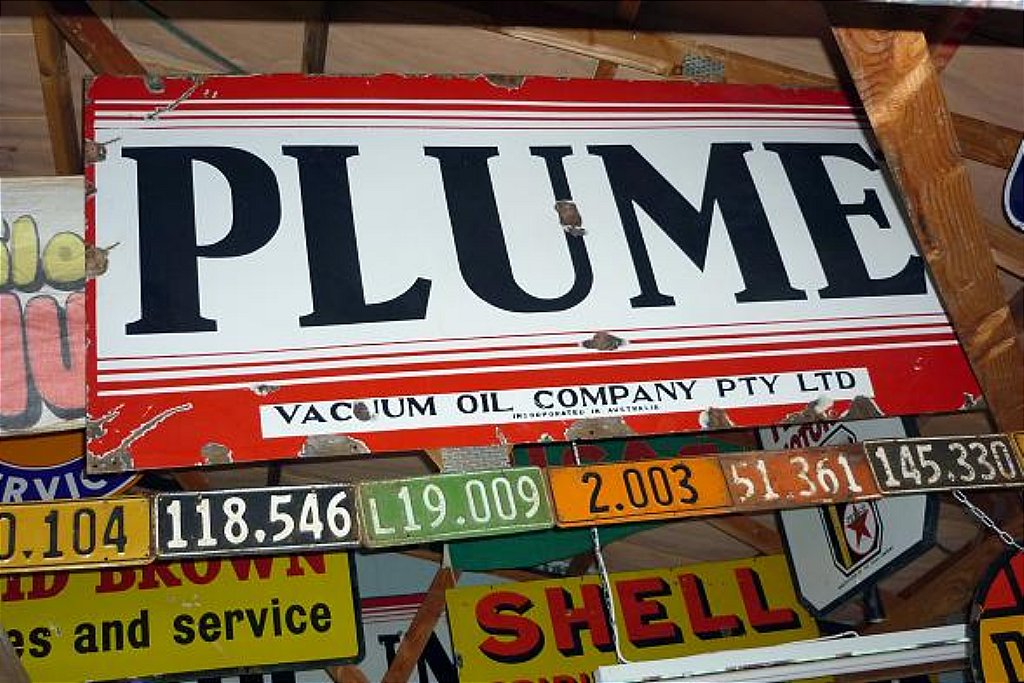 PLUME
VACUUM OIL COMPANY PTY LTD
INCORPORATED IN AUSTRALIA
0.104
118.546
L19.009
2.003
51.361
145.330
BROWN
and service
SHELL